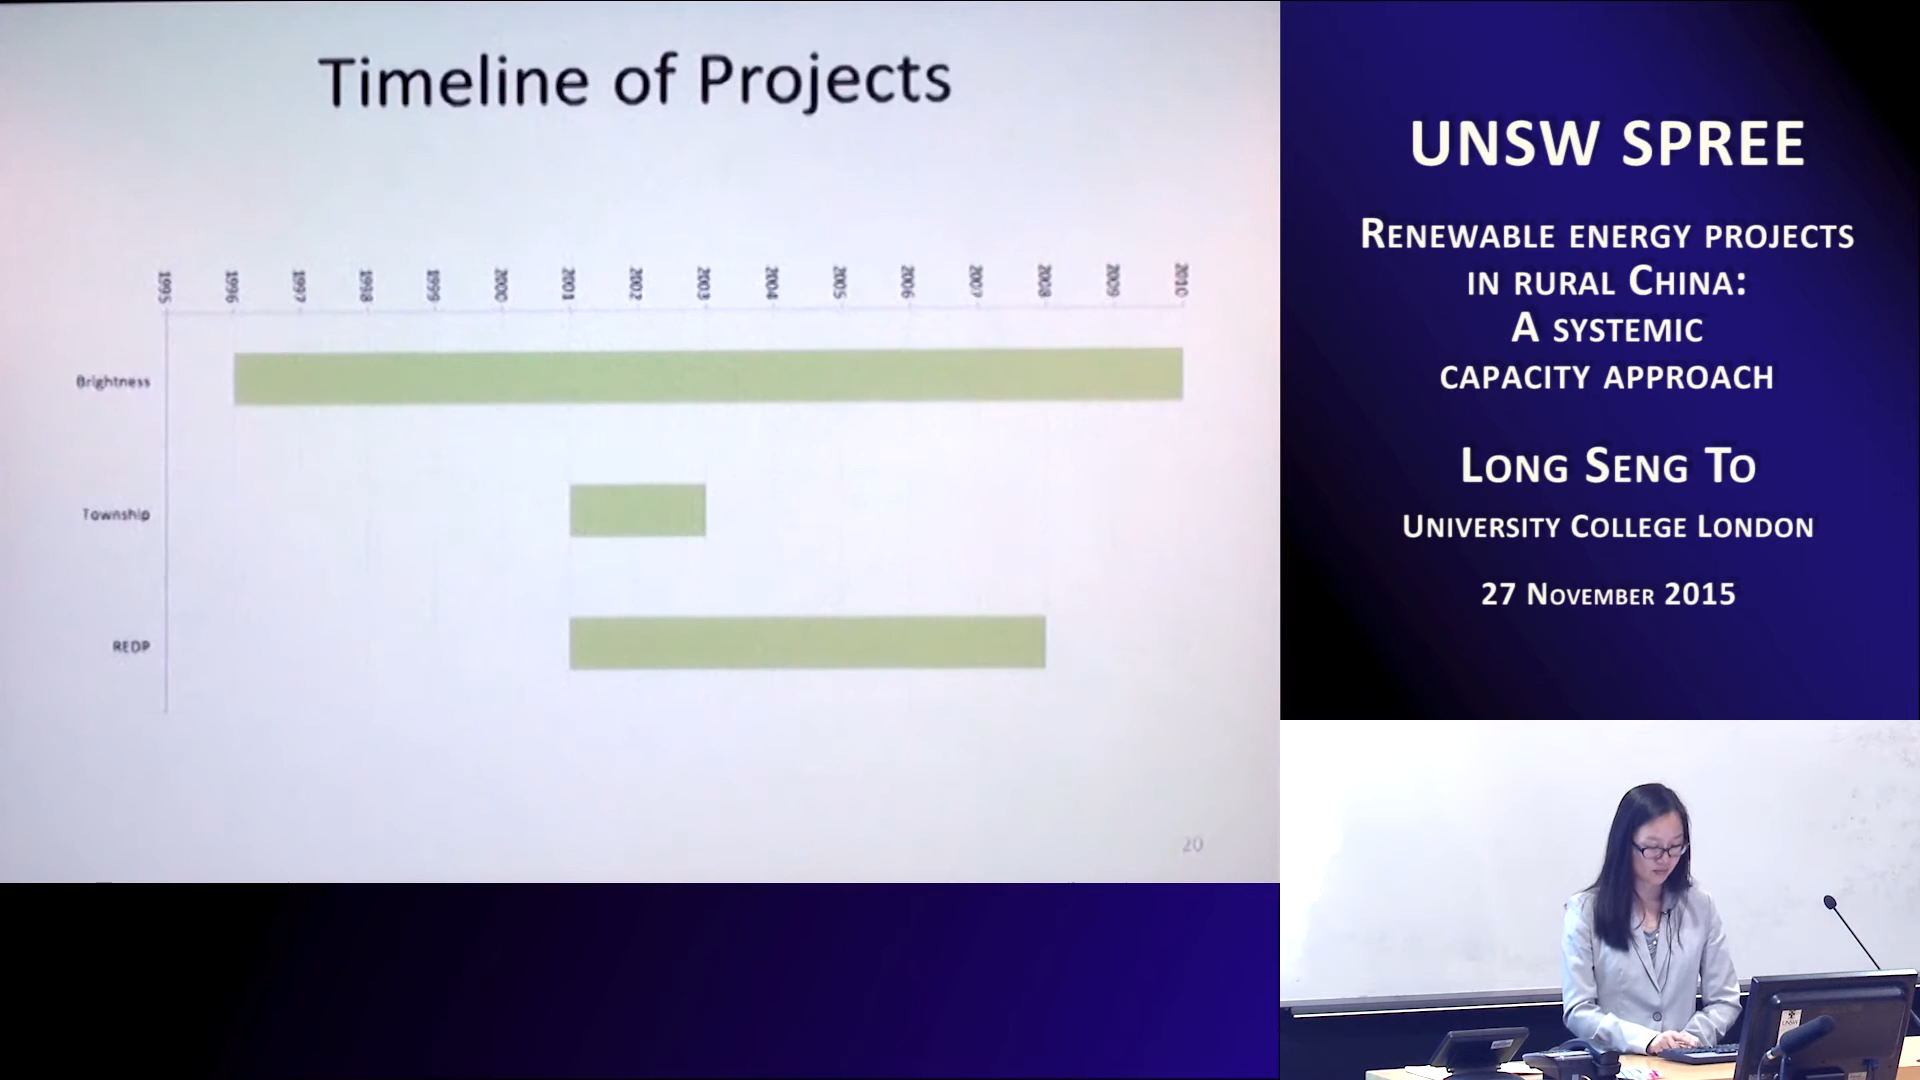 Timeline of Projects
1995
1996
1997
1998
1999
2000
2001
2002
2003
2004
2005
2006
2007
2008
2009
2010
Brightness
Township
REDP
20
UNSW SPREE
RENEWABLE ENERGY PROJECTS
IN RURAL CHINA:
A SYSTEMIC
CAPACITY APPROACH
LONG SENG TO
UNIVERSITY COLLEGE LONDON
27 NOVEMBER 2015
UNSW